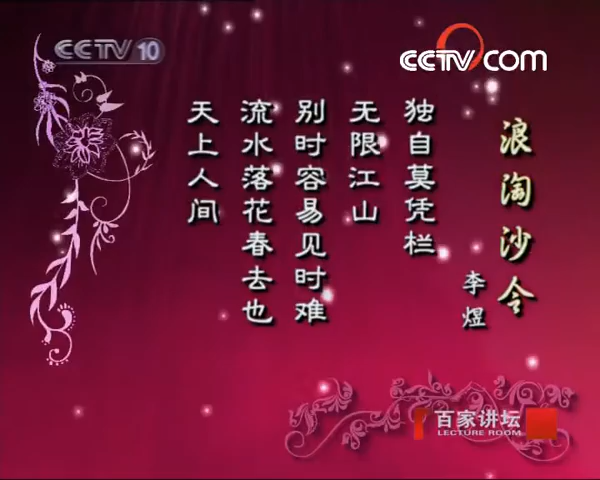 CCTV 10
CCTV.com
浪淘沙令
李煜
独自莫凭栏
无限江山
别时容易见时难
流水落花春去也
天上人间
百家讲坛
LECTURE ROOM